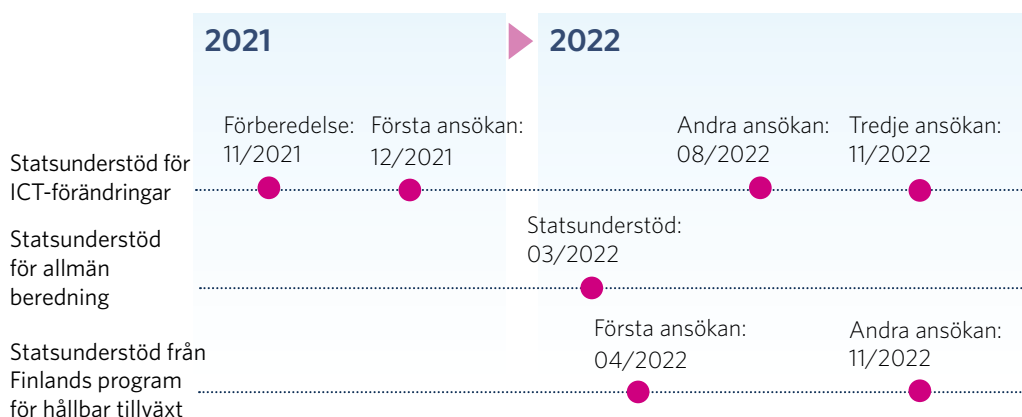 2021
2022
Statsunderstöd för
ICT-förändringar
Förberedelse:
11/2021
Första ansökan:
12/2021
Andra ansökan:
08/2022
Tredje ansökan:
11/2022
Statsunderstöd
för allmän
beredning
Statsunderstöd:
03/2022
Statsunderstöd från
Finlands program
för hållbar tillväxt
Första ansökan:
04/2022
Andra ansökan:
11/2022